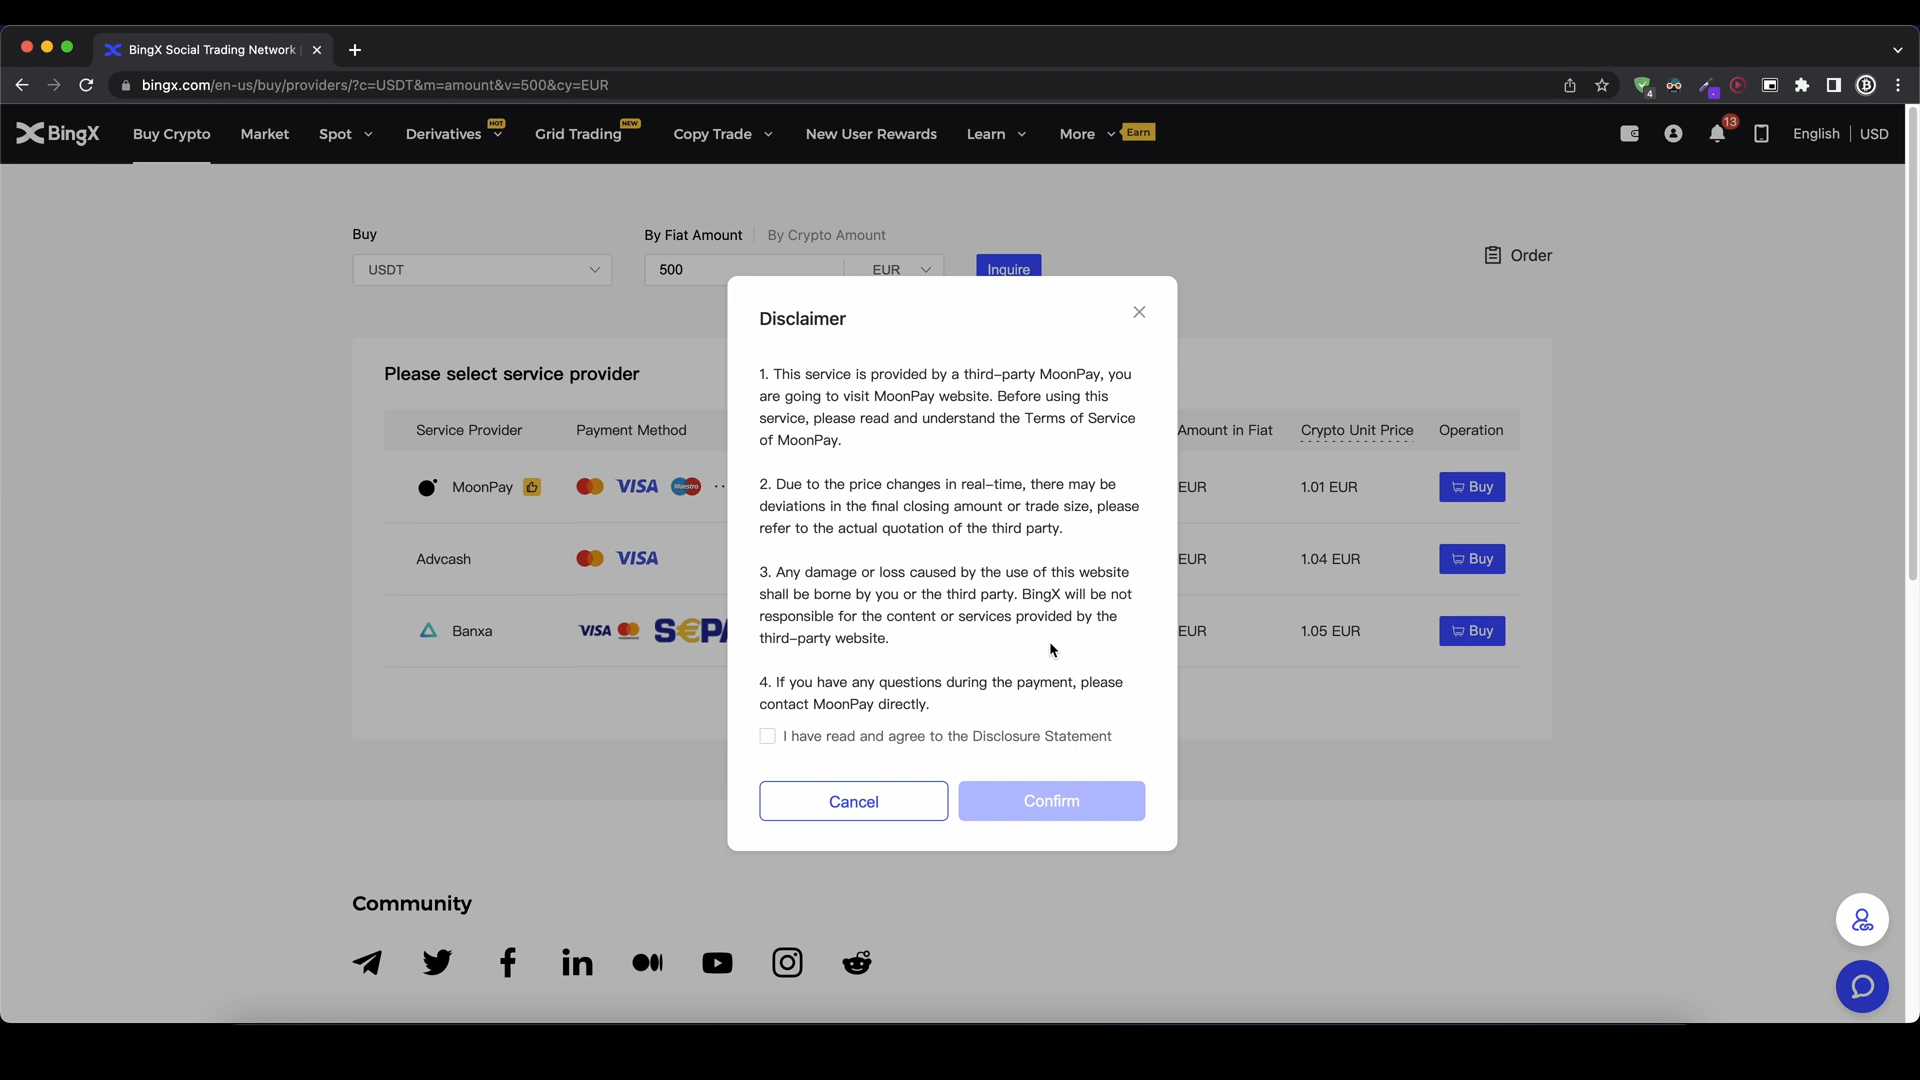 BingX Social Trading Network
bingx.com/en-us/buy/providers/?c=USDT&m=amount&v=500&cy=EUR
4
BingX
Buy Crypto
Market
Spot
Derivatives
HOT
Grid Trading
NEW
Copy Trade
New User Rewards
Learn
More
Earn
13
English
USD
Buy
By Fiat Amount
By Crypto Amount
USDT
500
EUR
Inquire
Order
Disclaimer
1. This service is provided by a third-party MoonPay, you
are going to visit MoonPay website. Before using this
service, please read and understand the Terms of Service
of MoonPay.
2. Due to the price changes in real-time, there may be
deviations in the final closing amount or trade size, please
refer to the actual quotation of the third party.
3. Any damage or loss caused by the use of this website
shall be borne by you or the third party. BingX will be not
responsible for the content or services provided by the
third-party website.
4. If you have any questions during the payment, please
contact MoonPay directly.
I have read and agree to the Disclosure Statement
Cancel
Confirm
Please select service provider
Service Provider
Payment Method
Amount in Fiat
Crypto Unit Price
Operation
MoonPay
VISA
Maestro
EUR
1.01 EUR
Buy
Advcash
VISA
EUR
1.04 EUR
Buy
Banxa
VISA
S€PA
EUR
1.05 EUR
Buy
Community